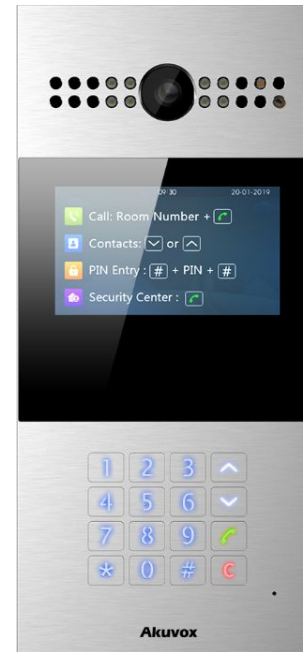 09:30 20-01-2019
Call: Room Number +
Contacts: or
PIN Entry : # + PIN + #
Security Center :
1 2 3
4 5 6
7 8 9
* 0 # C
Akuvox